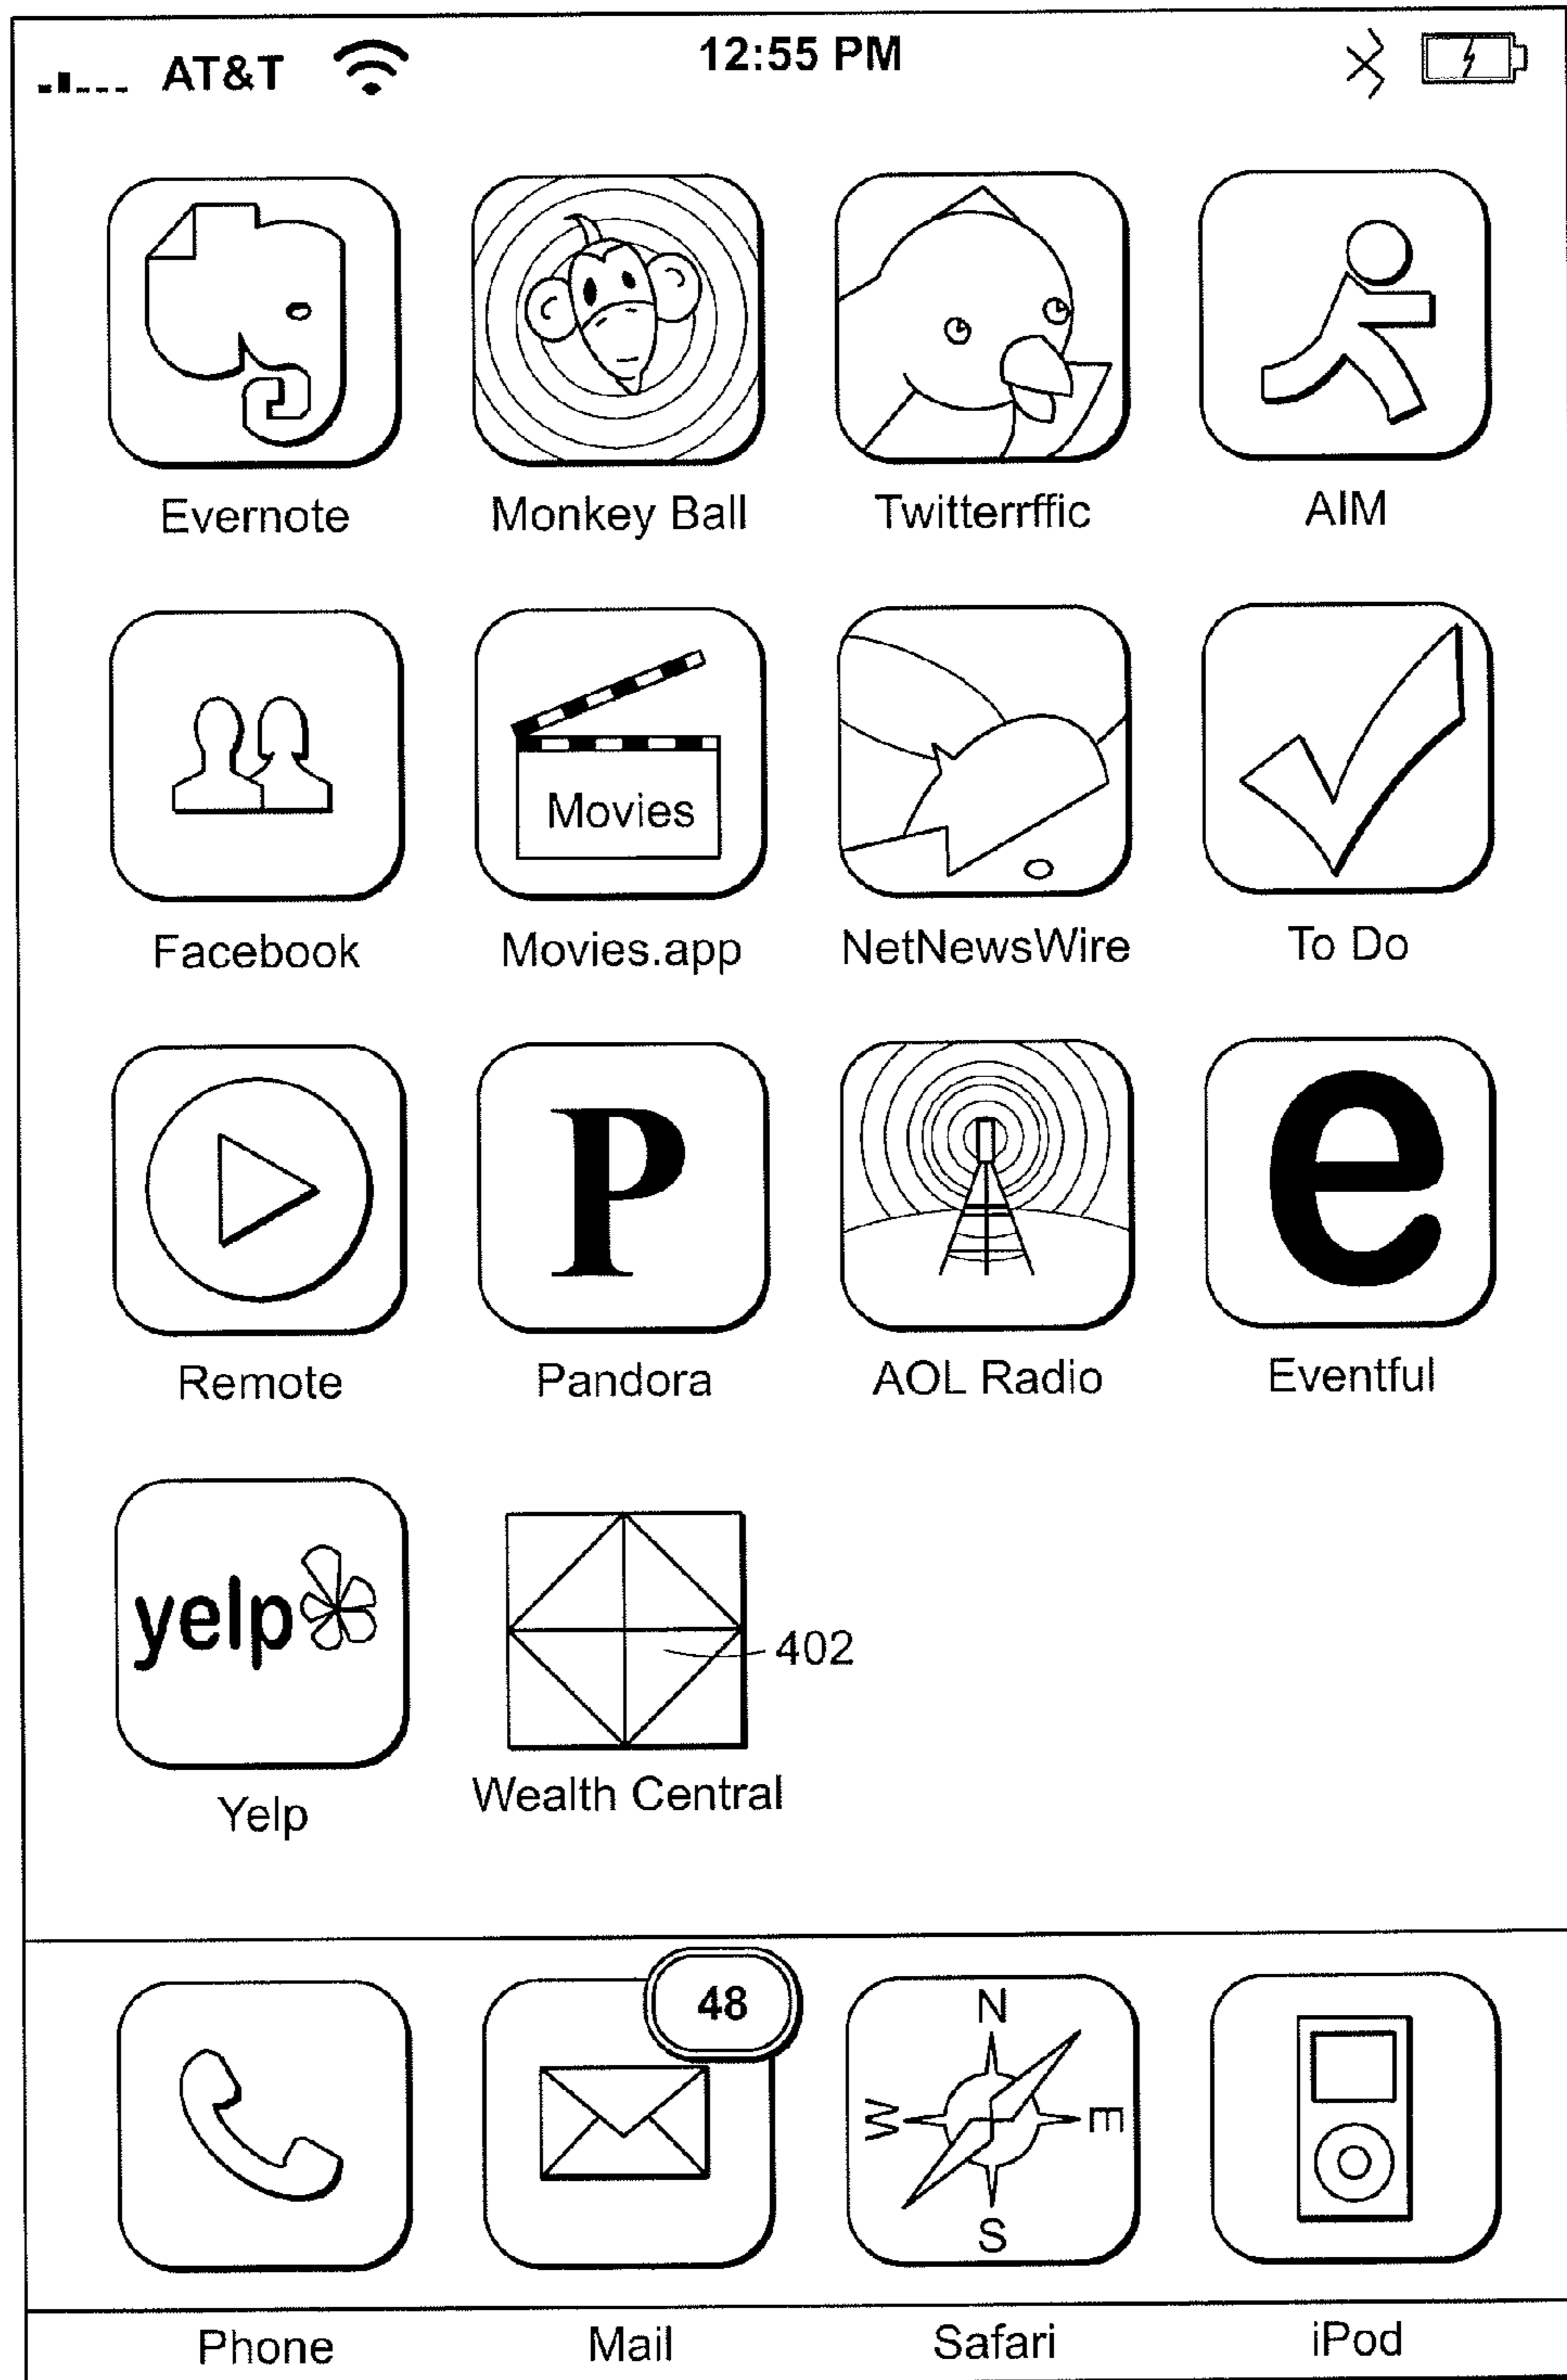 AT&T 12:55 PM
Evernote Monkey Ball Twitterrffic AIM
Movies
Facebook Movies.app NetNewsWire To Do
P e
Remote Pandora AOL Radio Eventful
yelp
402
Yelp Wealth Central
48
N
W E
S
Phone Mail Safari iPod